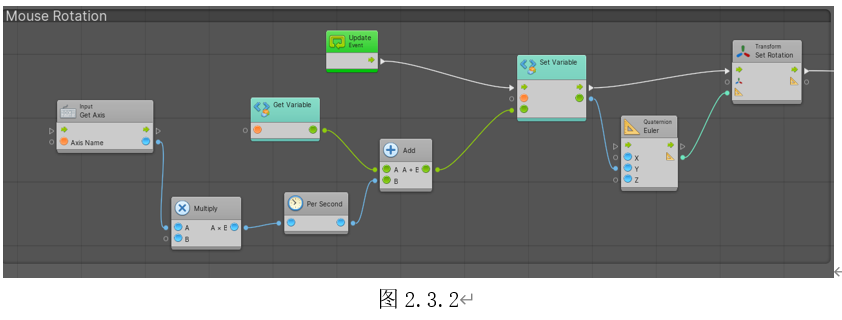 Mouse Rotation
Update
Event
Transform
Set Rotation
Set Variable
Input
Get Axis
Get Variable
Axis Name
Quaternion
Euler
Add
A A + E
B
X
Y
Z
Multiply
Per Second
A A × E
B
图 2.3.2